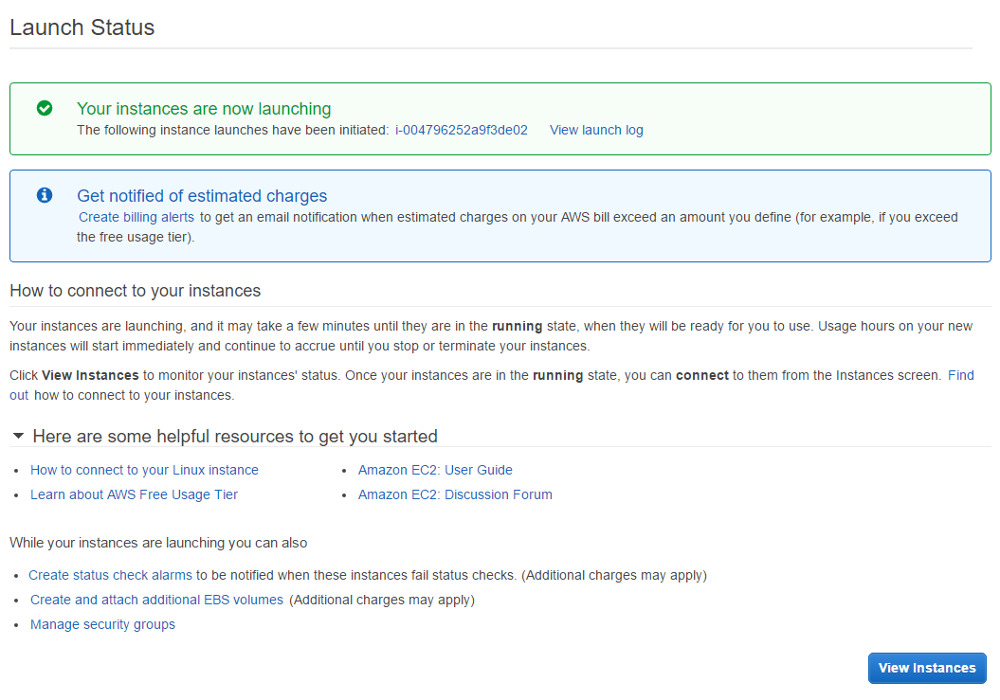 Launch Status
Your instances are now launching
The following instance launches have been initiated: i-004796252a9f3de02 View launch log
Get notified of estimated charges
Create billing alerts to get an email notification when estimated charges on your AWS bill exceed an amount you define (for example, if you exceed
the free usage tier).
How to connect to your instances
Your instances are launching, and it may take a few minutes until they are in the running state, when they will be ready for you to use. Usage hours on your new
instances will start immediately and continue to accrue until you stop or terminate your instances.
Click View Instances to monitor your instances' status. Once your instances are in the running state, you can connect to them from the Instances screen. Find
out how to connect to your instances.
Here are some helpful resources to get you started
• How to connect to your Linux instance • Amazon EC2: User Guide
• Learn about AWS Free Usage Tier • Amazon EC2: Discussion Forum
While your instances are launching you can also
• Create status check alarms to be notified when these instances fail status checks. (Additional charges may apply)
• Create and attach additional EBS volumes (Additional charges may apply)
• Manage security groups
View Instances